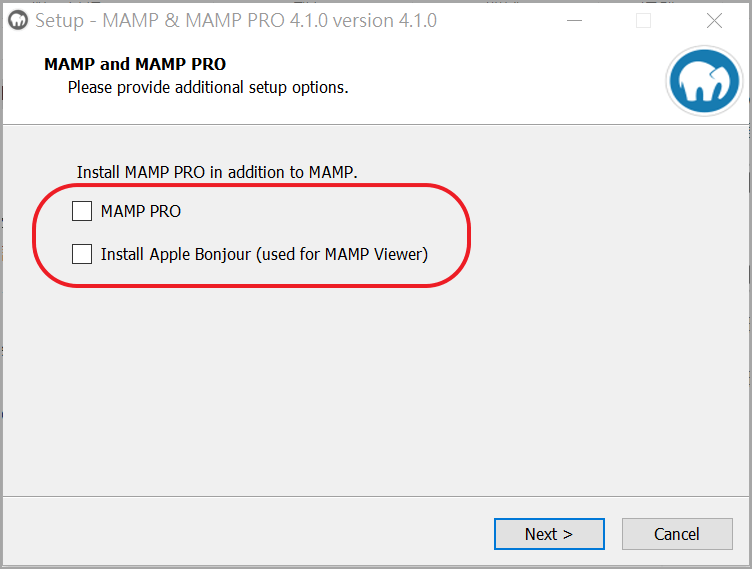 Setup - MAMP & MAMP PRO 4.1.0 version 4.1.0
MAMP and MAMP PRO
Please provide additional setup options.
Install MAMP PRO in addition to MAMP.
MAMP PRO
Install Apple Bonjour (used for MAMP Viewer)
Next >
Cancel